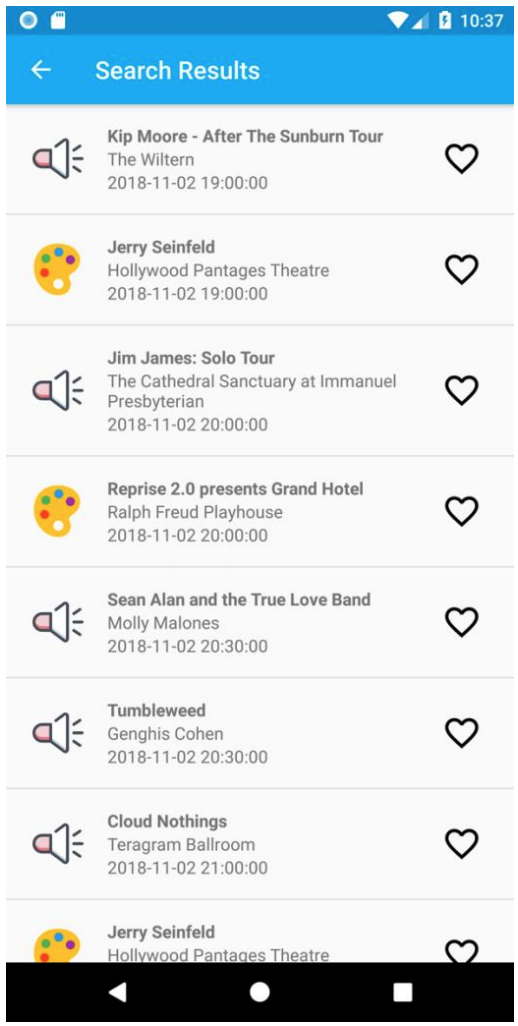 10:37
Search Results
Kip Moore - After The Sunburn Tour
The Wiltern
2018-11-02 19:00:00
Jerry Seinfeld
Hollywood Pantages Theatre
2018-11-02 19:00:00
Jim James: Solo Tour
The Cathedral Sanctuary at Immanuel
Presbyterian
2018-11-02 20:00:00
Reprise 2.0 presents Grand Hotel
Ralph Freud Playhouse
2018-11-02 20:00:00
Sean Alan and the True Love Band
Molly Malones
2018-11-02 20:30:00
Tumbleweed
Genghis Cohen
2018-11-02 20:30:00
Cloud Nothings
Teragram Ballroom
2018-11-02 21:00:00
Jerry Seinfeld
Hollywood Pantages Theatre